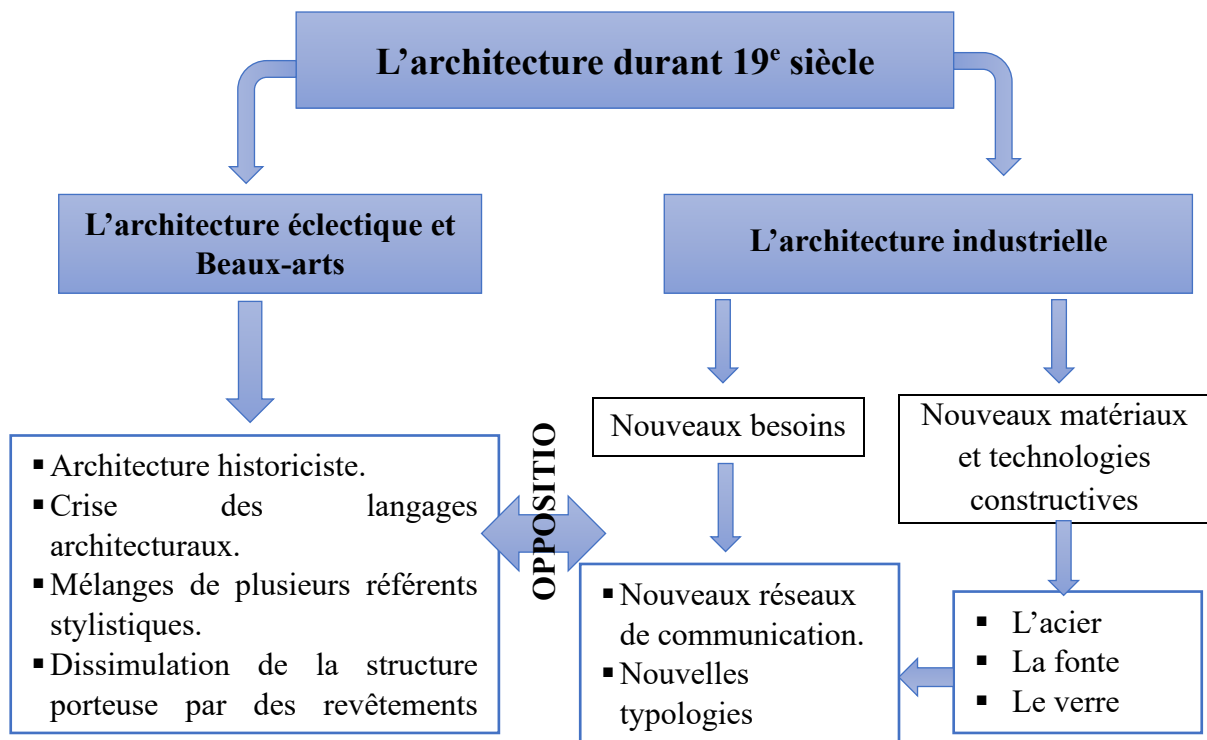 L’architecture durant 19e siècle
L’architecture éclectique et
Beaux-arts
L’architecture industrielle
Nouveaux besoins
Nouveaux matériaux
et technologies
constructives
▪ Architecture historiciste.
▪ Crise des langages
architecturaux.
▪ Mélanges de plusieurs référents
stylistiques.
▪ Dissimulation de la structure
porteuse par des revêtements
OPPOSITIO
▪ Nouveaux réseaux
de communication.
▪ Nouvelles
typologies
▪ L’acier
▪ La fonte
▪ Le verre